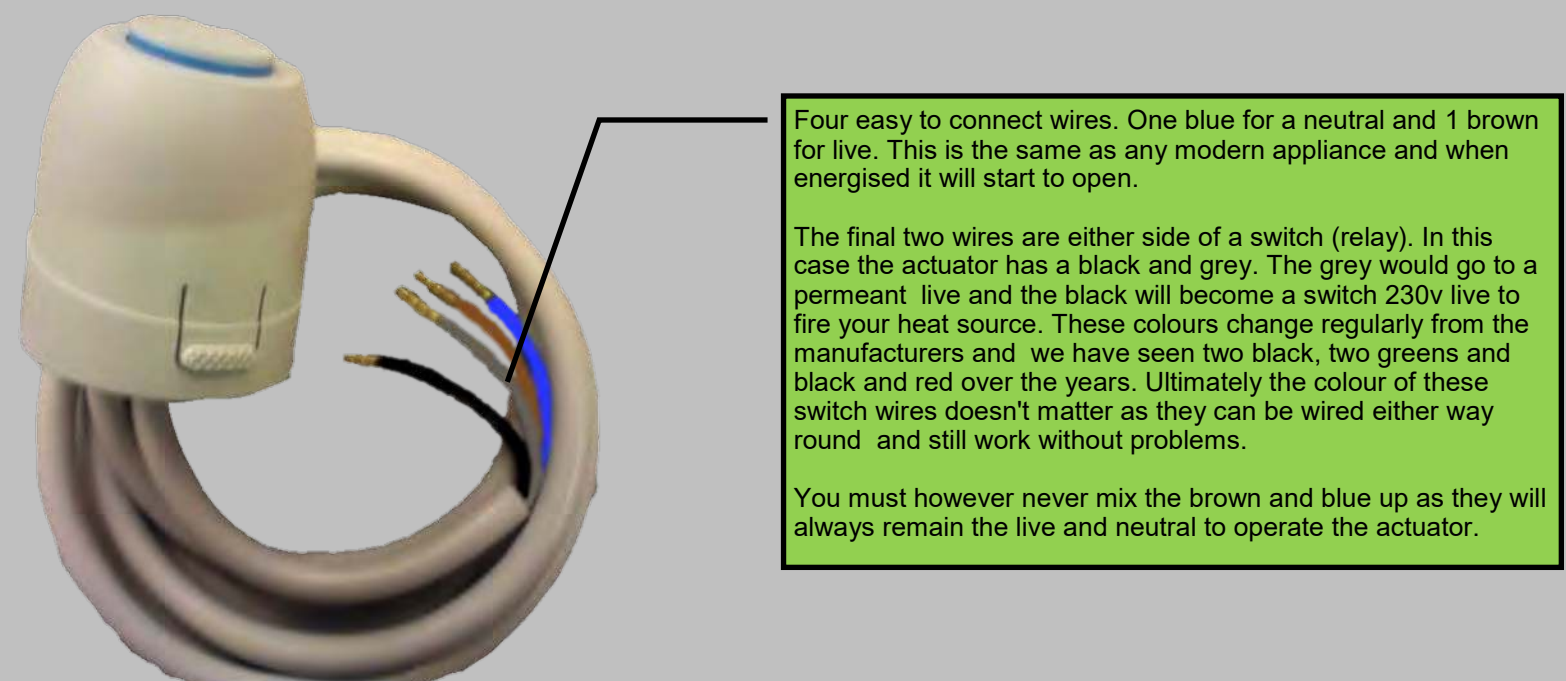 Four easy to connect wires. One blue for a neutral and 1 brown
for live. This is the same as any modern appliance and when
energised it will start to open.
The final two wires are either side of a switch (relay). In this
case the actuator has a black and grey. The grey would go to a
permeant  live and the black will become a switch 230v live to
fire your heat source. These colours change regularly from the
manufacturers and  we have seen two black, two greens and
black and red over the years. Ultimately the colour of these
switch wires doesn't matter as they can be wired either way
round  and still work without problems.
You must however never mix the brown and blue up as they will
always remain the live and neutral to operate the actuator.